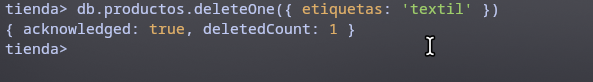 tienda> db.productos.deleteOne({ etiquetas: 'textil' })
{ acknowledged: true, deletedCount: 1 }
tienda>